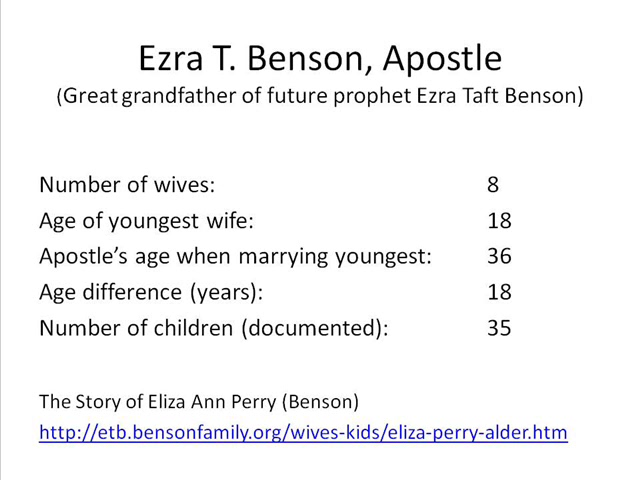 Ezra T. Benson, Apostle
(Great grandfather of future prophet Ezra Taft Benson)
Number of wives: 8
Age of youngest wife: 18
Apostle’s age when marrying youngest: 36
Age difference (years): 18
Number of children (documented): 35
The Story of Eliza Ann Perry (Benson)
http://etb.bensonfamily.org/wives-kids/eliza-perry-alder.htm